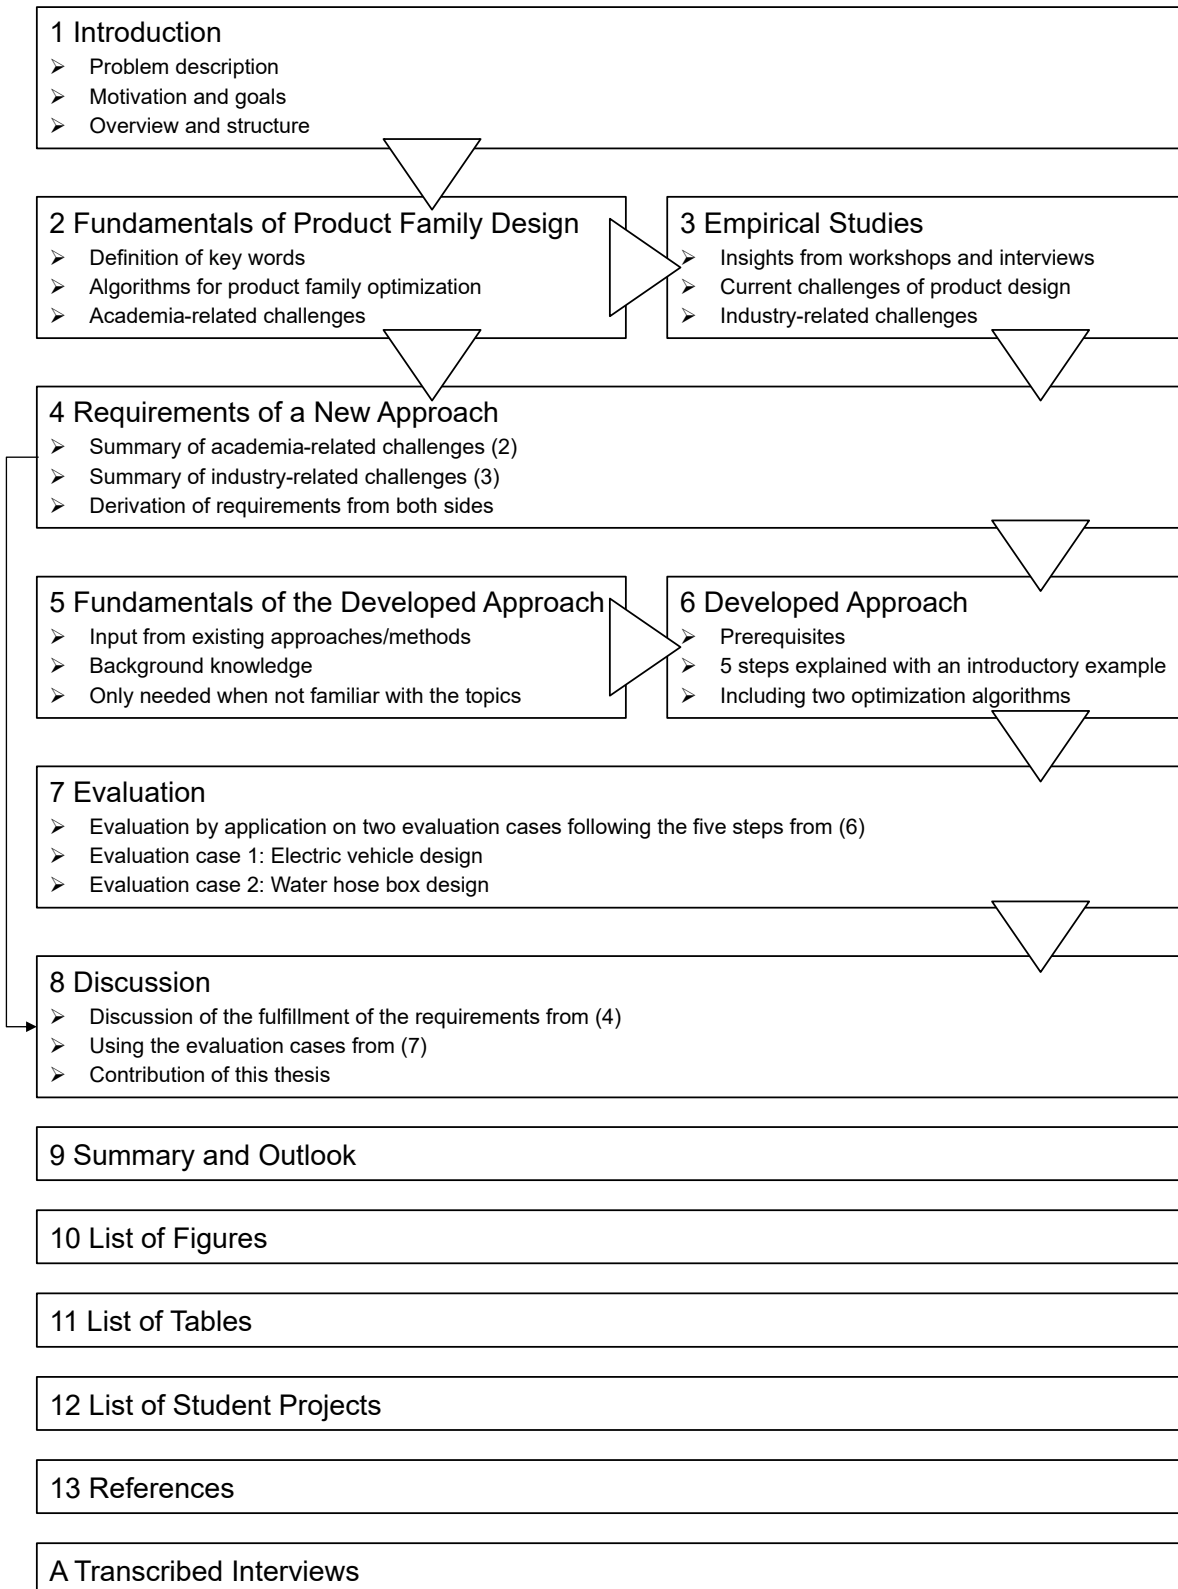 1 Introduction
➢ Problem description
➢ Motivation and goals
➢ Overview and structure
2 Fundamentals of Product Family Design
➢ Definition of key words
➢ Algorithms for product family optimization
➢ Academia-related challenges
3 Empirical Studies
➢ Insights from workshops and interviews
➢ Current challenges of product design
➢ Industry-related challenges
4 Requirements of a New Approach
➢ Summary of academia-related challenges (2)
➢ Summary of industry-related challenges (3)
➢ Derivation of requirements from both sides
5 Fundamentals of the Developed Approach
➢ Input from existing approaches/methods
➢ Background knowledge
➢ Only needed when not familiar with the topics
6 Developed Approach
➢ Prerequisites
➢ 5 steps explained with an introductory example
➢ Including two optimization algorithms
7 Evaluation
➢ Evaluation by application on two evaluation cases following the five steps from (6)
➢ Evaluation case 1: Electric vehicle design
➢ Evaluation case 2: Water hose box design
8 Discussion
➢ Discussion of the fulfillment of the requirements from (4)
➢ Using the evaluation cases from (7)
➢ Contribution of this thesis
9 Summary and Outlook
10 List of Figures
11 List of Tables
12 List of Student Projects
13 References
A Transcribed Interviews